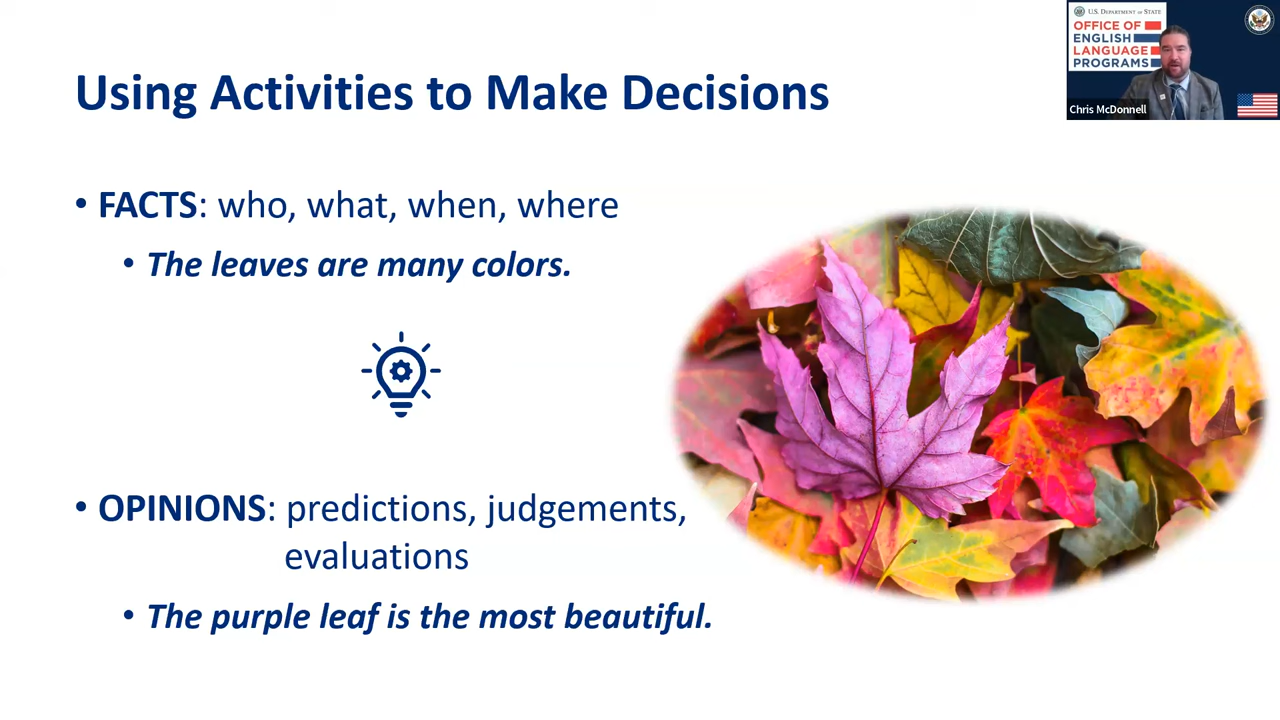 Using Activities to Make Decisions
• FACTS: who, what, when, where
• The leaves are many colors.
• OPINIONS: predictions, judgements,
evaluations
• The purple leaf is the most beautiful.
U.S. DEPARTMENT OF STATE
OFFICE OF
ENGLISH
LANGUAGE
PROGRAMS
Chris McDonnell